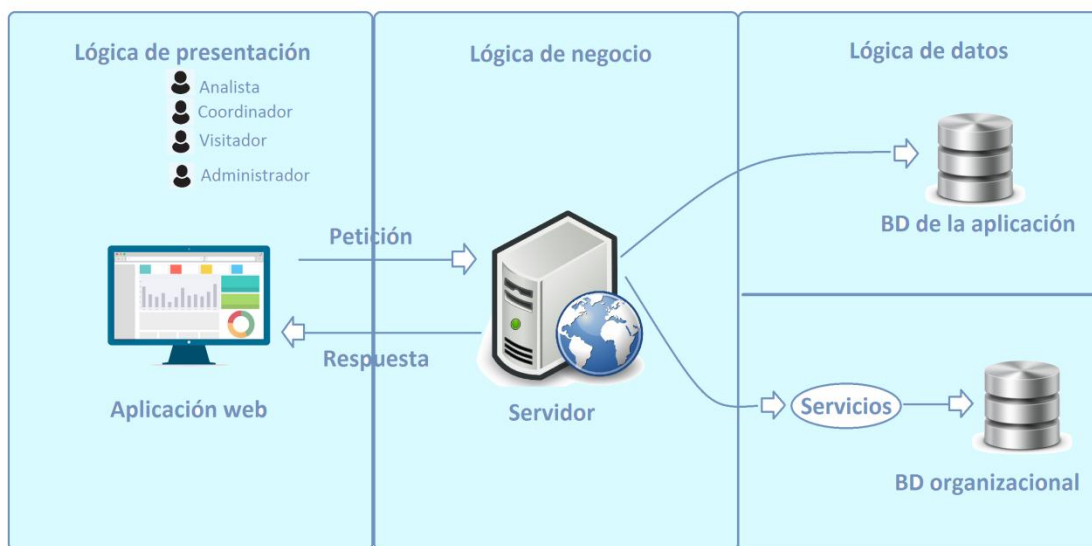 Lógica de presentación
Analista
Coordinador
Visitador
Administrador
Aplicación web
Petición
Respuesta
Lógica de negocio
Servidor
Lógica de datos
BD de la aplicación
Servicios
BD organizacional